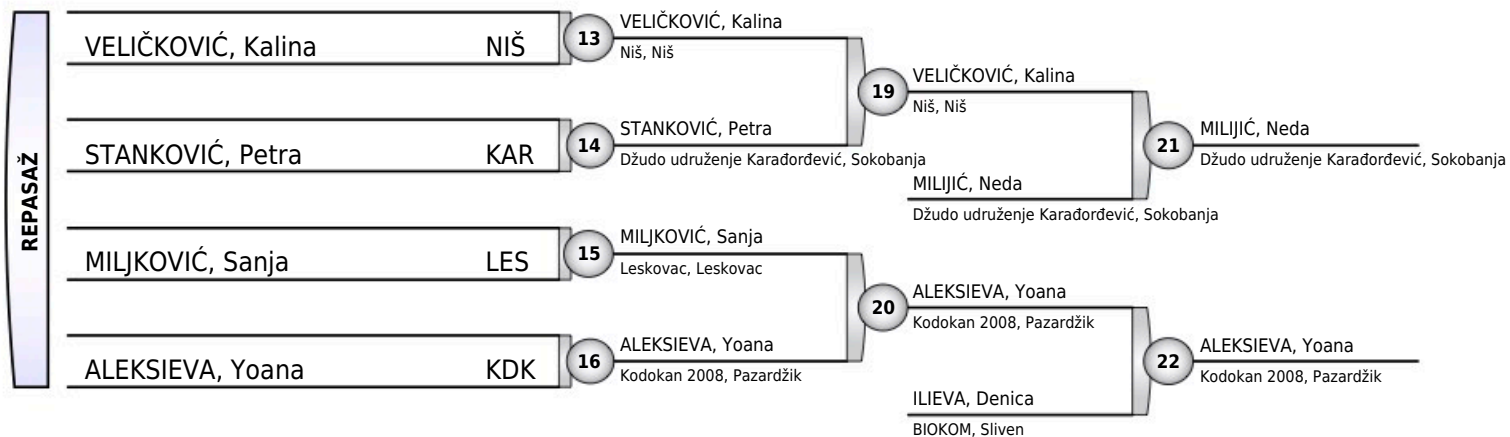 REPASAŽ
VELIČKOVIĆ, Kalina NIŠ
STANKOVIĆ, Petra KAR
MILJKOVIĆ, Sanja LES
ALEKSIEVA, Yoana KDK
13
VELIČKOVIĆ, Kalina
Niš, Niš
14
STANKOVIĆ, Petra
Džudo udruženje Karađorđević, Sokobanja
15
MILJKOVIĆ, Sanja
Leskovac, Leskovac
16
ALEKSIEVA, Yoana
Kodokan 2008, Pazardžik
19
VELIČKOVIĆ, Kalina
Niš, Niš
MILIJIĆ, Neda
Džudo udruženje Karađorđević, Sokobanja
20
ALEKSIEVA, Yoana
Kodokan 2008, Pazardžik
ILIEVA, Denica
BIOKOM, Sliven
21
MILIJIĆ, Neda
Džudo udruženje Karađorđević, Sokobanja
22
ALEKSIEVA, Yoana
Kodokan 2008, Pazardžik